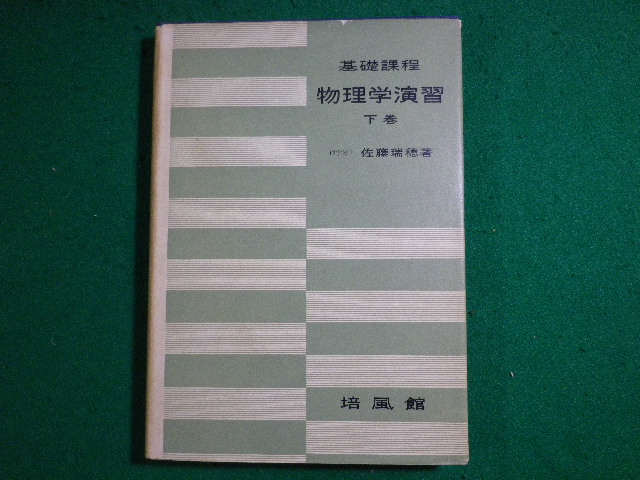 基礎課程
物理学演習
下巻
佐藤瑞穂著
培風館